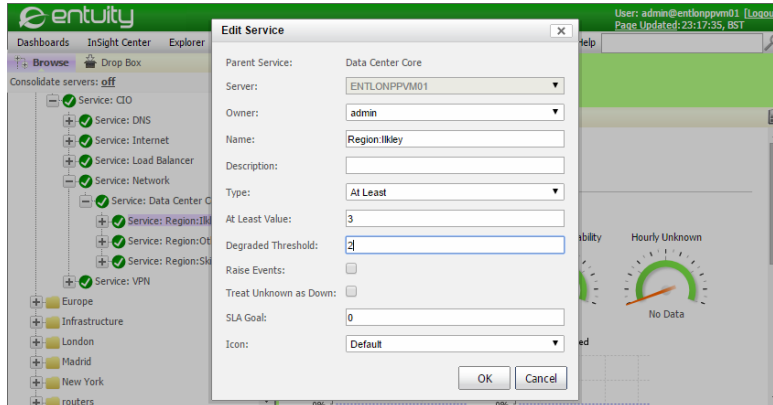 entuity
User: admin@entlonppvm01 [Logou
Page Updated:23:17:35, BST
Dashboards InSight Center Explorer
Help
Browse Drop Box
Consolidate servers: off
Service: CIO
Service: DNS
Service: Internet
Service: Load Balancer
Service: Network
Service: Data Center C
Service: Region:Ilkl
Service: Region:Ot
Service: Region:Ski
Service: VPN
Europe
Infrastructure
London
Madrid
New York
routers
Edit Service
Parent Service: Data Center Core
Server: ENTLONPPVM01
Owner: admin
Name: Region:Ilkley
Description:
Type: At Least
At Least Value: 3
Degraded Threshold: 2
Raise Events:
Treat Unknown as Down:
SLA Goal: 0
Icon: Default
OK Cancel
Hourly Unknown
No Data